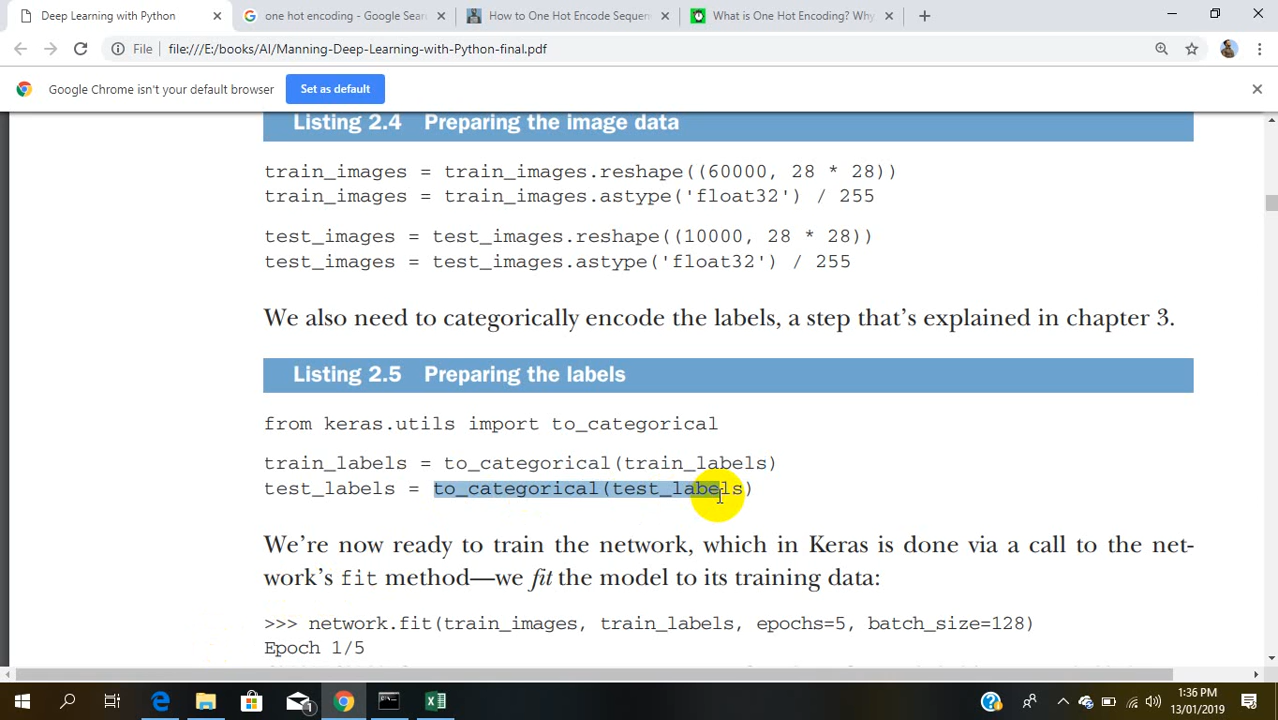 Deep Learning with Python
one hot encoding - Google Sear
How to One Hot Encode Sequen
What is One Hot Encoding? Why
File
file:///E:/books/AI/Manning-Deep-Learning-with-Python-final.pdf
Google Chrome isn't your default browser
Set as default
Listing 2.4 Preparing the image data
train_images = train_images.reshape((60000, 28 * 28))
train_images = train_images.astype('float32') / 255
test_images = test_images.reshape((10000, 28 * 28))
test_images = test_images.astype('float32') / 255
We also need to categorically encode the labels, a step that's explained in chapter 3.
Listing 2.5 Preparing the labels
from keras.utils import to_categorical
train_labels = to_categorical(train_labels)
test_labels = to_categorical(test_labels)
We're now ready to train the network, which in Keras is done via a call to the net-
work's fit method—we fit the model to its training data:
>>> network.fit(train_images, train_labels, epochs=5, batch_size=128)
Epoch 1/5
1:36 PM
13/01/2019